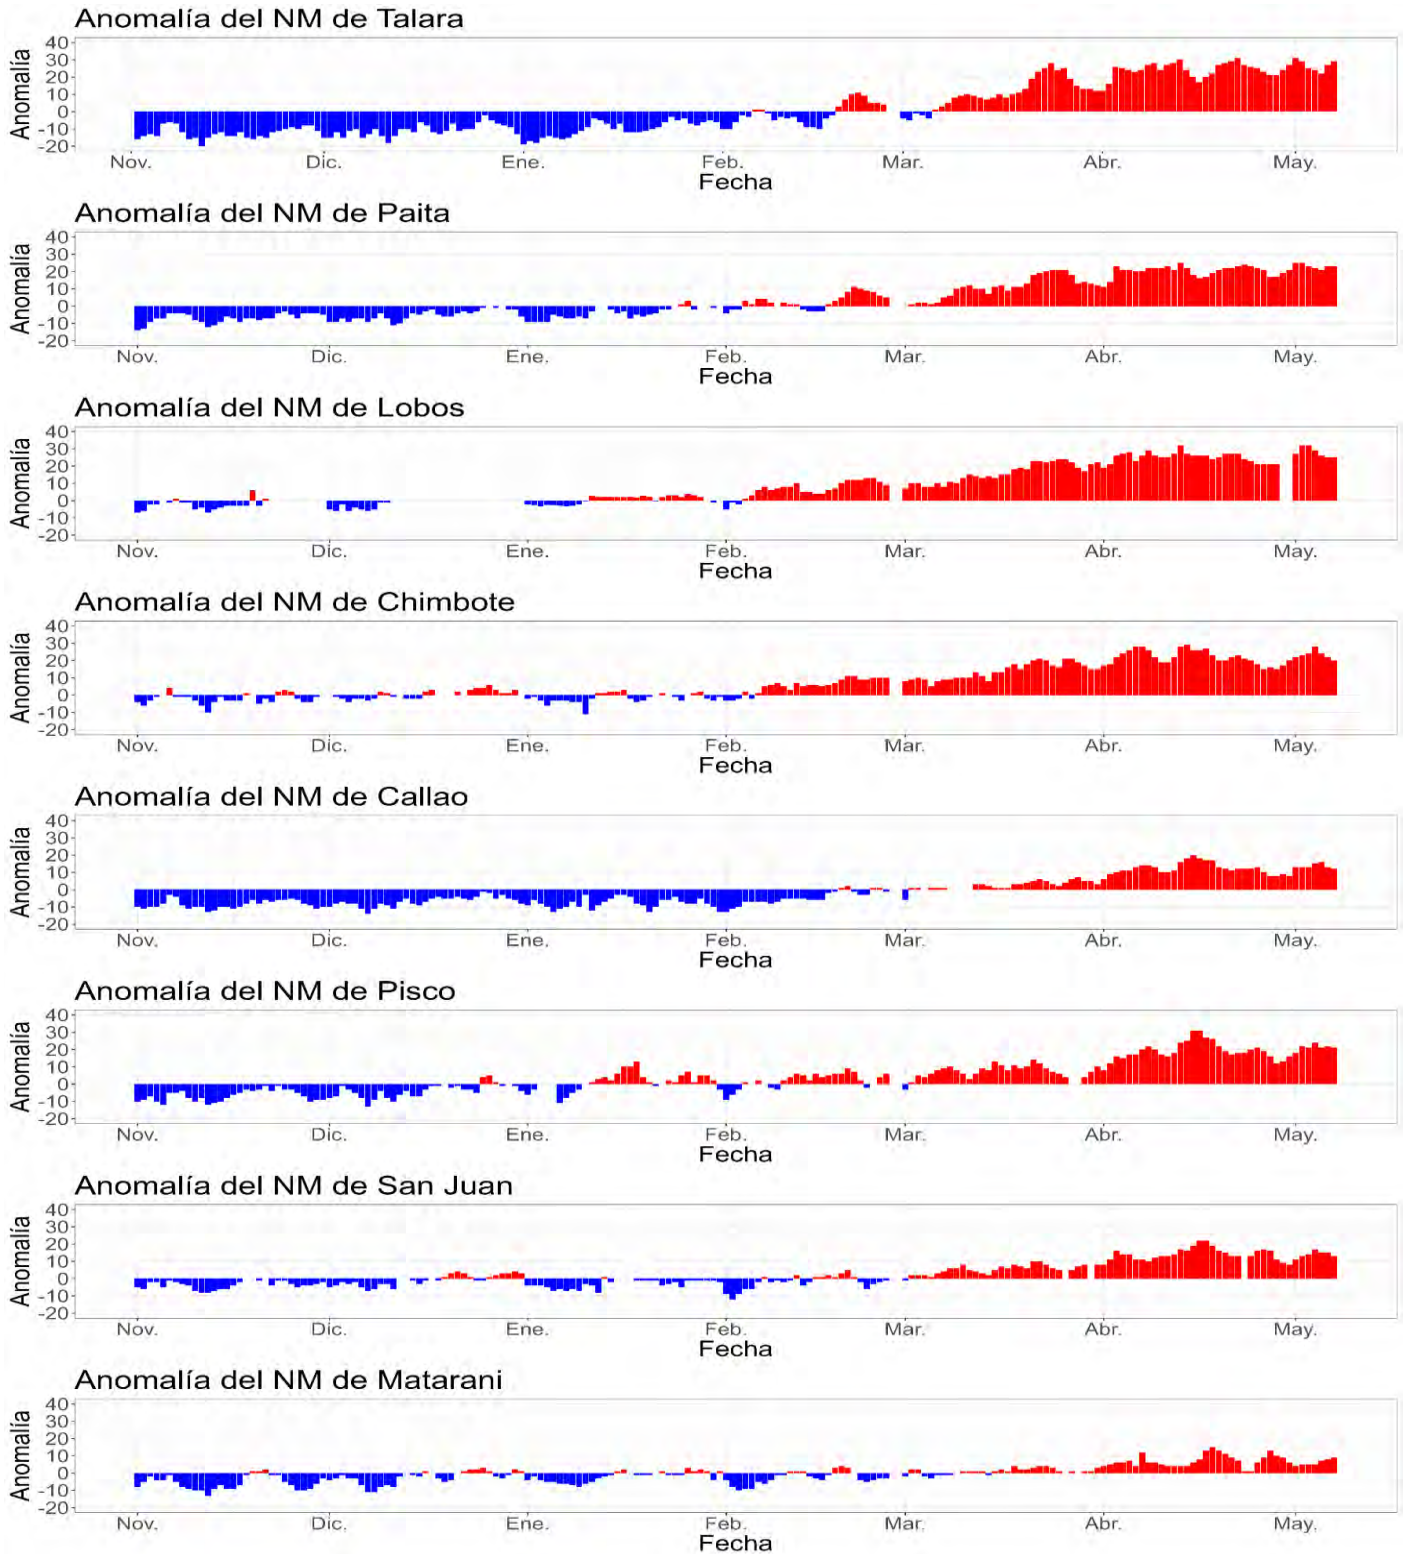 Anomalía del NM de Talara
Anomalía
40
30
20
10
0
-10
-20
Nov. Dic. Ene. Feb. Mar. Abr. May.
Fecha
Anomalía del NM de Paita
Anomalía
40
30
20
10
0
-10
-20
Nov. Dic. Ene. Feb. Mar. Abr. May.
Fecha
Anomalía del NM de Lobos
Anomalía
40
30
20
10
0
-10
-20
Nov. Dic. Ene. Feb. Mar. Abr. May.
Fecha
Anomalía del NM de Chimbote
Anomalía
40
30
20
10
0
-10
-20
Nov. Dic. Ene. Feb. Mar. Abr. May.
Fecha
Anomalía del NM de Callao
Anomalía
40
30
20
10
0
-10
-20
Nov. Dic. Ene. Feb. Mar. Abr. May.
Fecha
Anomalía del NM de Pisco
Anomalía
40
30
20
10
0
-10
-20
Nov. Dic. Ene. Feb. Mar. Abr. May.
Fecha
Anomalía del NM de San Juan
Anomalía
40
30
20
10
0
-10
-20
Nov. Dic. Ene. Feb. Mar. Abr. May.
Fecha
Anomalía del NM de Matarani
Anomalía
40
30
20
10
0
-10
-20
Nov. Dic. Ene. Feb. Mar. Abr. May.
Fecha